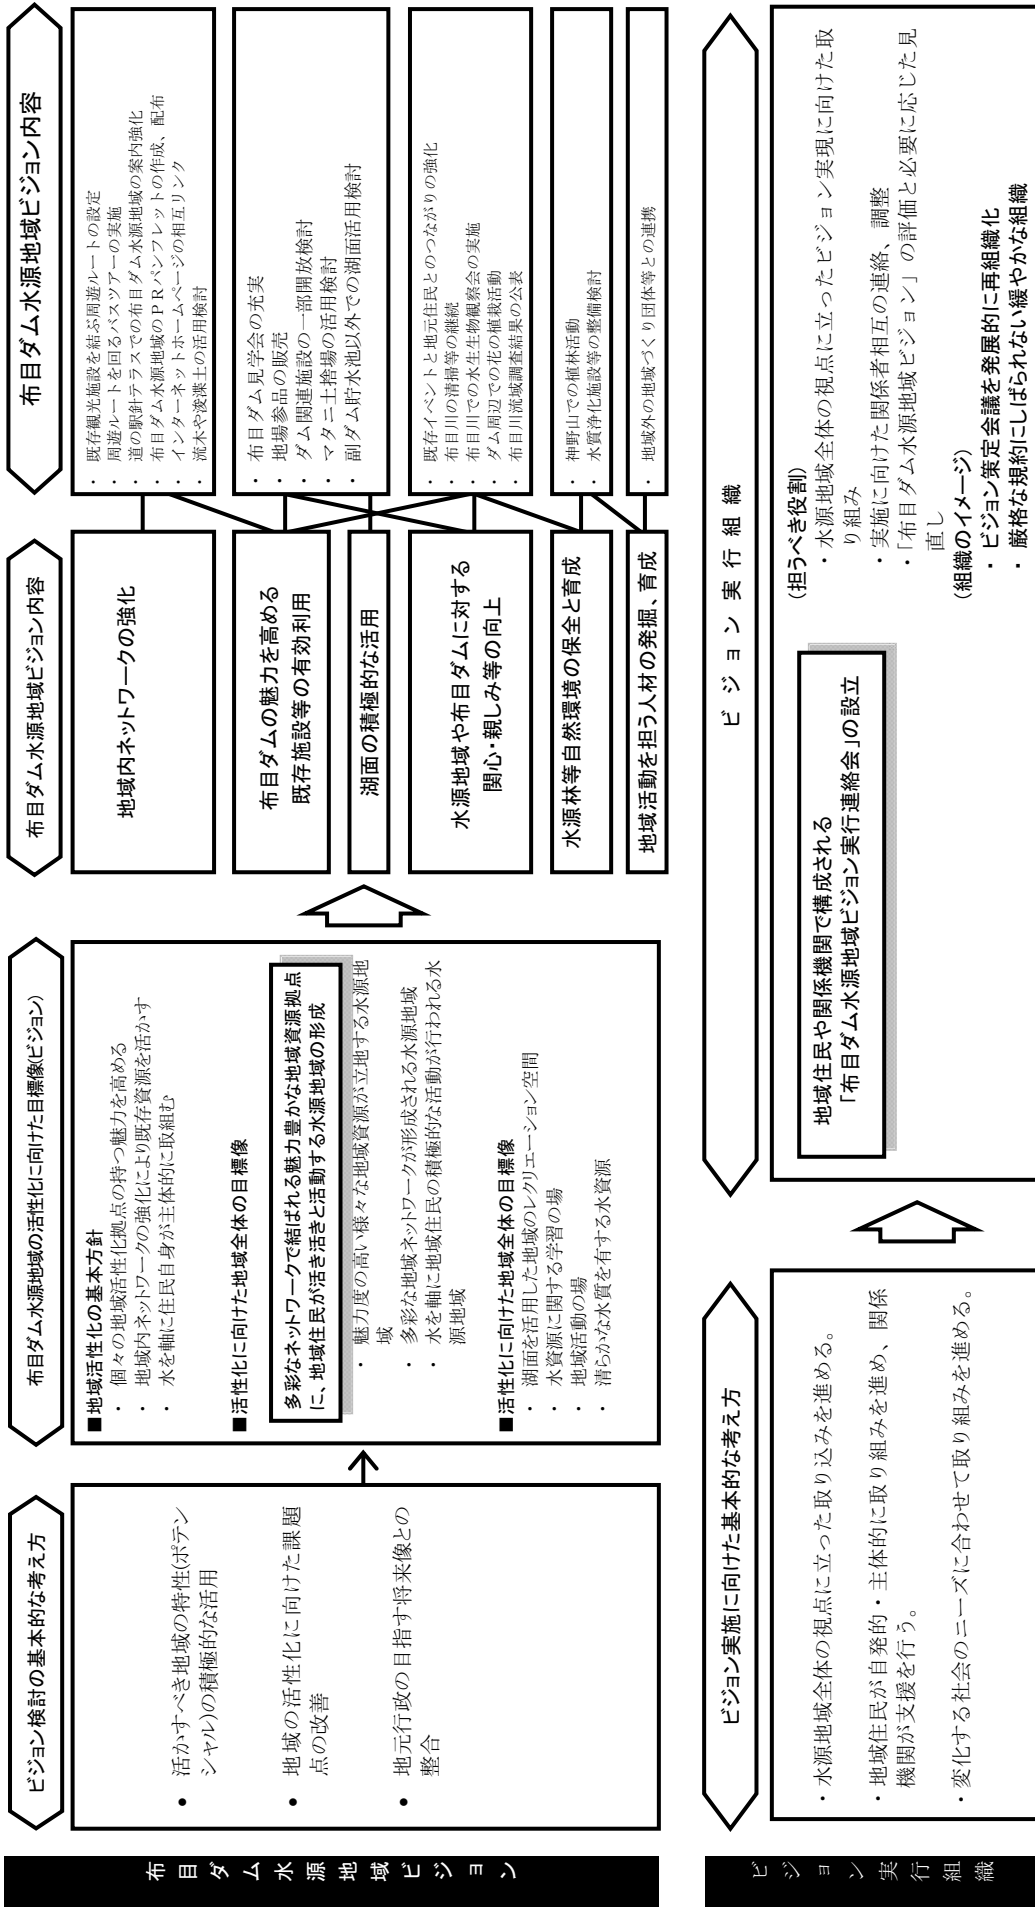 布目ダム水源地域ビジョン
ビジョン検討の基本的な考え方
● 活かすべき地域の特性(ポテン
シャル)の積極的な活用
● 地域の活性化に向けた課題
点の改善
● 地元行政の目指す将来像との
整合
布目ダム水源地域の活性化に向けた目標像(ビジョン)
■地域活性化の基本方針
・ 個々の地域活性化拠点の持つ魅力を高める
・ 地域内ネットワークの強化により既存資源を活かす
・ 水を軸に住民自身が主体的に取組む
■活性化に向けた地域全体の目標像
多彩なネットワークで結ばれる魅力豊かな地域資源拠点
に、地域住民が活き活きと活動する水源地域の形成
・ 魅力度の高い様々な地域資源が立地する水源地
域
・ 多彩な地域ネットワークが形成される水源地域
・ 水を軸に地域住民の積極的な活動が行われる水
源地域
■活性化に向けた地域全体の目標像
・ 湖面を活用した地域のレクリエーション空間
・ 水資源に関する学習の場
・ 地域活動の場
・ 清らかな水質を有する水資源
布目ダム水源地域ビジョン内容
地域内ネットワークの強化
布目ダムの魅力を高める
既存施設等の有効利用
湖面の積極的な活用
水源地域や布目ダムに対する
関心・親しみ等の向上
水源林等自然環境の保全と育成
地域活動を担う人材の発掘、育成
布目ダム水源地域ビジョン内容
・ 既存観光施設を結ぶ周遊ルートの設定
・ 周遊ルートを回るバスツアーの実施
・ 道の駅針テラスでの布目ダム水源地域の案内強化
・ 布目ダム水源地域のPRパンフレットの作成、配布
・ インターネットホームページの相互リンク
・ 流木や浚渫土の活用検討
・ 布目ダム見学会の充実
・ 地場参品の販売
・ ダム関連施設の一部開放検討
・ マタニ土捨場の活用検討
・ 副ダム貯水池以外での湖面活用検討
・ 既存イベントと地元住民とのつながりの強化
・ 布目川の清掃等の継続
・ 布目川での水生生物観察会の実施
・ ダム周辺での花の植栽活動
・ 布目川流域調査結果の公表
・ 神野山での植林活動
・ 水質浄化施設等の整備検討
・ 地域外の地域づくり団体等との連携
ビジョン実行組織
ビジョン実施に向けた基本的な考え方
・水源地域全体の視点に立った取り込みを進める。
・地域住民が自発的・主体的に取り組みを進め、関係
機関が支援を行う。
・変化する社会のニーズに合わせて取り組みを進める。
ビジョン実行組織
地域住民や関係機関で構成される
「布目ダム水源地域ビジョン実行連絡会」の設立
(担うべき役割)
・水源地域全体の視点に立ったビジョン実現に向けた取
り組み
・実施に向けた関係者相互の連絡、調整
・「布目ダム水源地域ビジョン」の評価と必要に応じた見
直し
(組織のイメージ)
・ ビジョン策定会議を発展的に再組織化
・ 厳格な規約にしばられない緩やかな組織